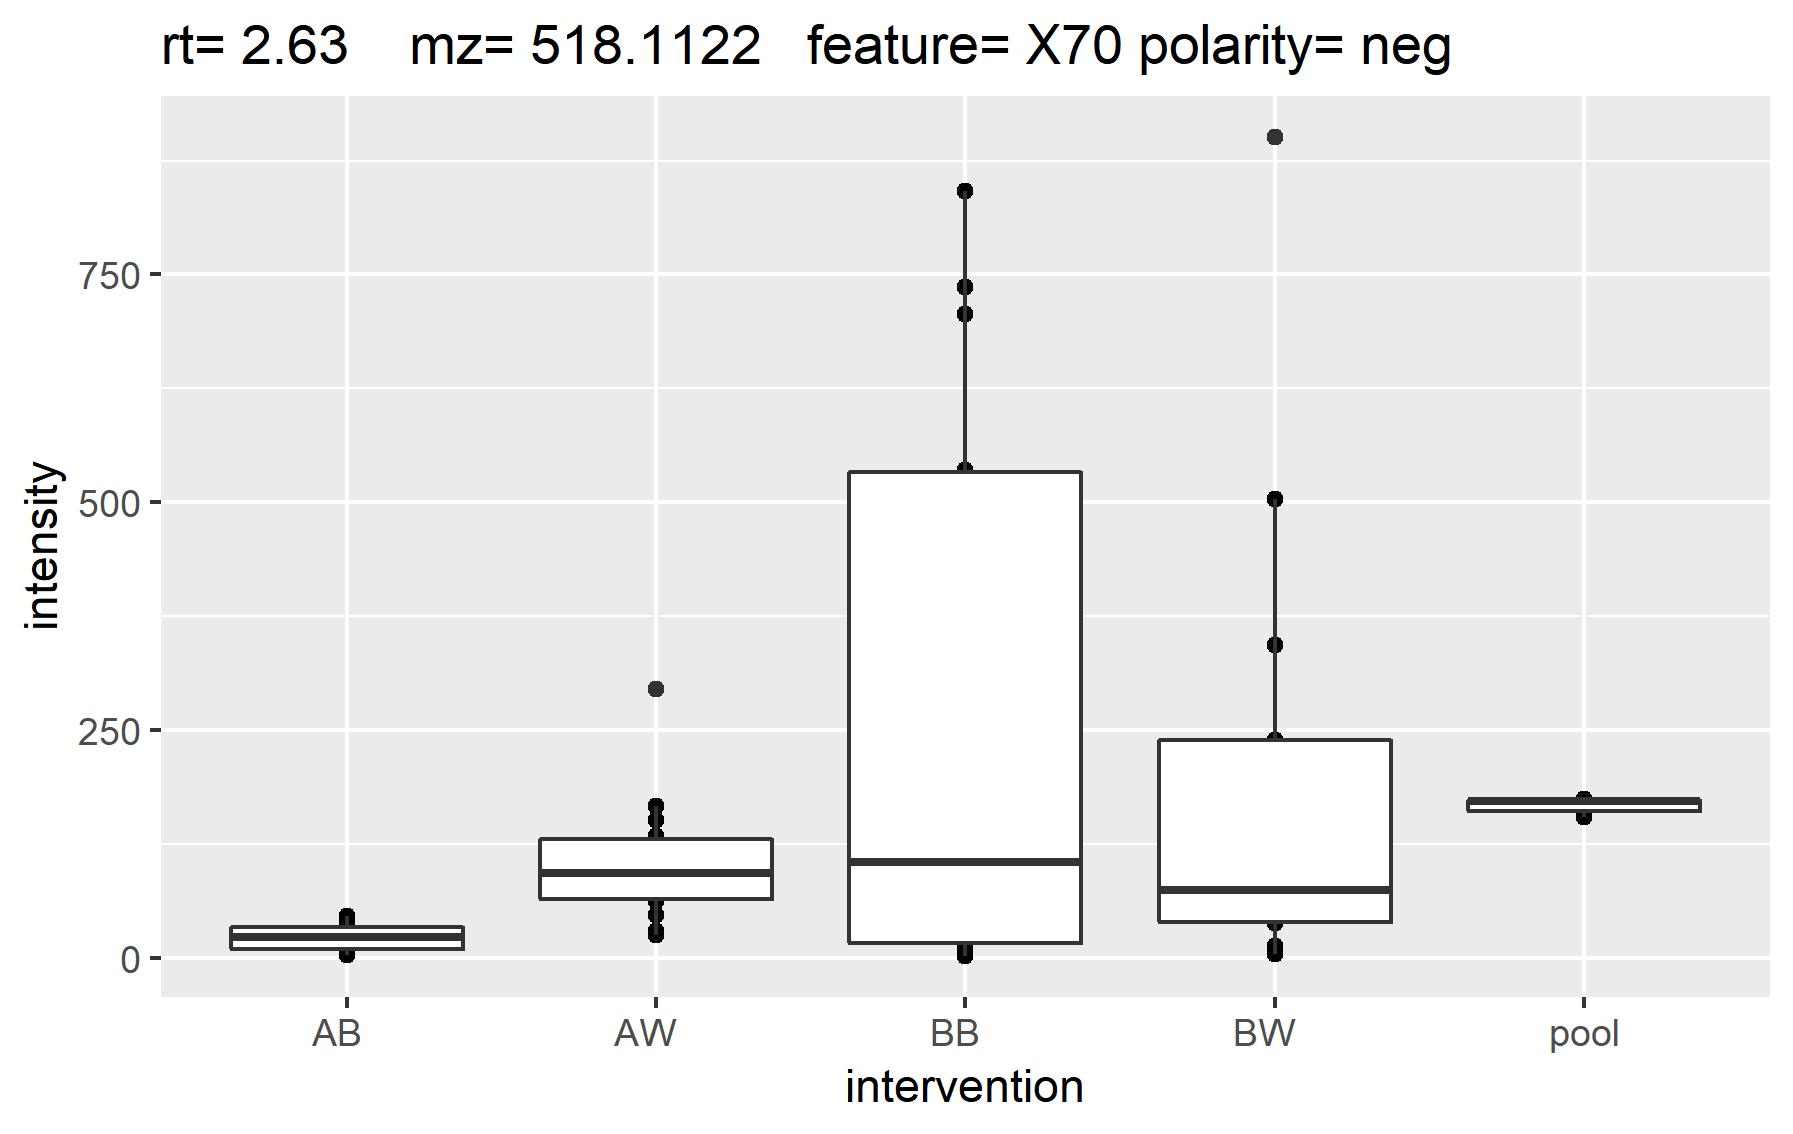 rt= 2.63    mz= 518.1122   feature= X70 polarity= neg
intensity
750
500
250
0
AB AW BB BW pool
intervention